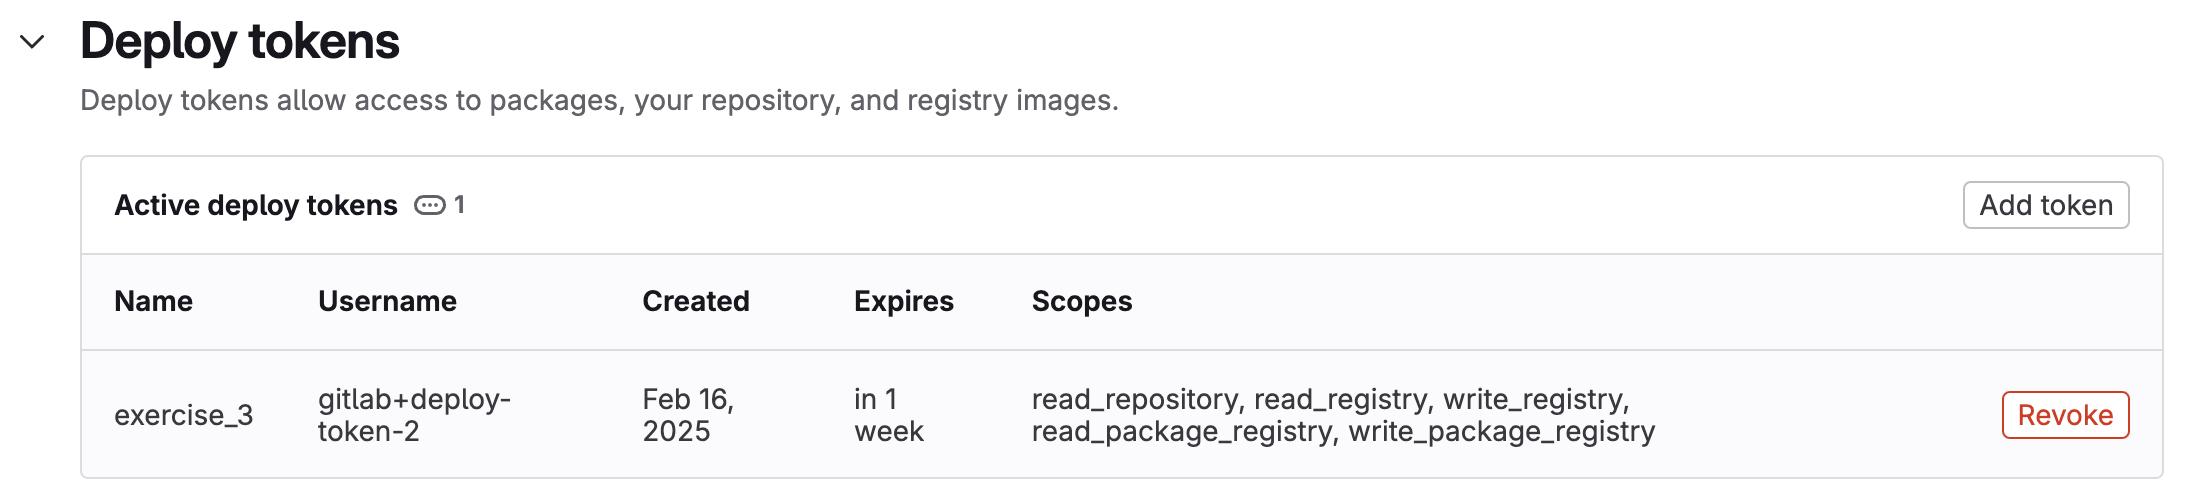 Deploy tokens
Deploy tokens allow access to packages, your repository, and registry images.
Active deploy tokens 1
Add token
Name Username Created Expires Scopes
exercise_3
gitlab+deploy-
token-2
Feb 16,
2025
in 1
week
read_repository, read_registry, write_registry,
read_package_registry, write_package_registry
Revoke